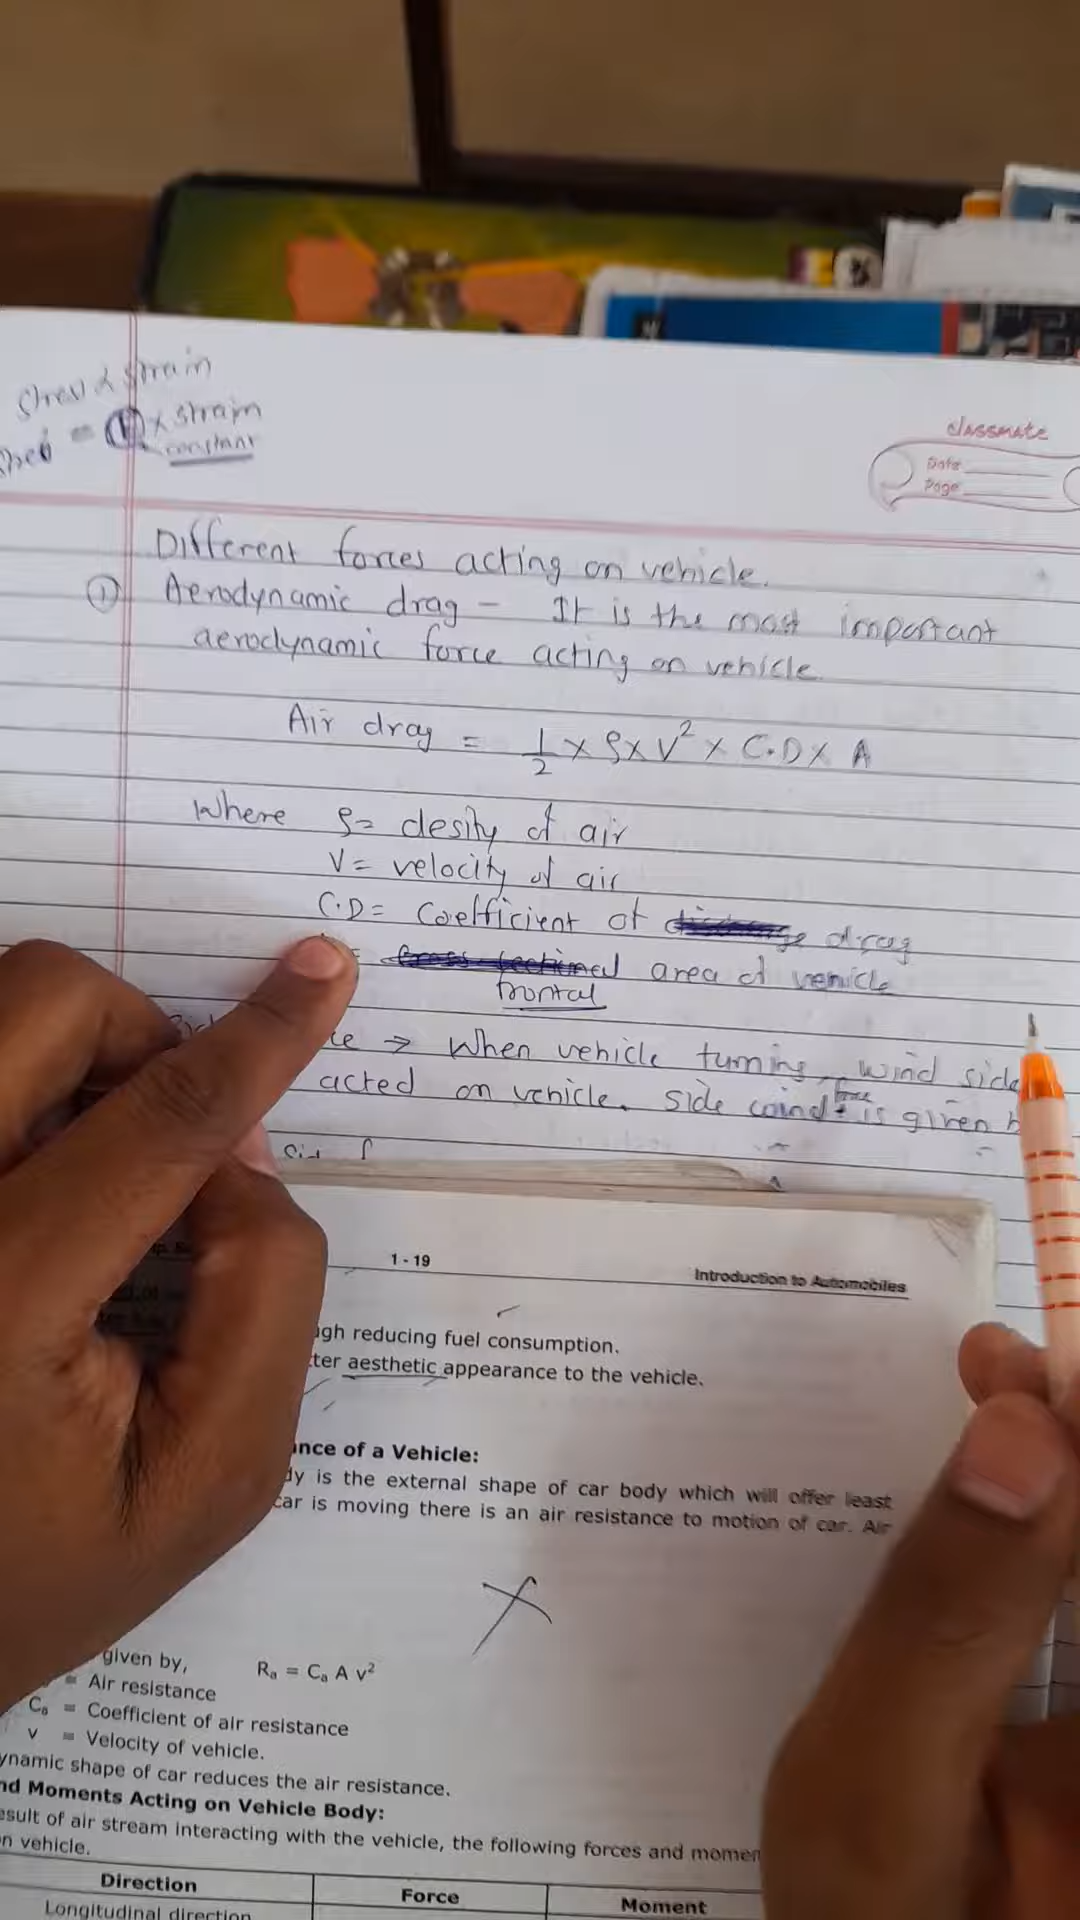 Stress & strain
= × strain
constant
classmate
Date
Page
Different forces acting on vehicle.
① Aerodynamic drag - It is the most important
aerodynamic force acting on vehicle
Air drag = 1/2 × ρ × V² × C.D × A
Where ρ = desity of air
V = velocity of air
C.D = Coefficient of drag
= area of vehicle
frontal
ce → When vehicle turning, wind side
acted on vehicle. side wind force is given b
1 - 19
Introduction to Automobiles
ugh reducing fuel consumption.
tter aesthetic appearance to the vehicle.
ance of a Vehicle:
dy is the external shape of car body which will offer least
car is moving there is an air resistance to motion of car. Air
given by, Rₐ = Cₐ A v²
= Air resistance
Cₐ = Coefficient of air resistance
v = Velocity of vehicle.
ynamic shape of car reduces the air resistance.
nd Moments Acting on Vehicle Body:
esult of air stream interacting with the vehicle, the following forces and momen
n vehicle.
Direction Force Moment
Longitudinal direction